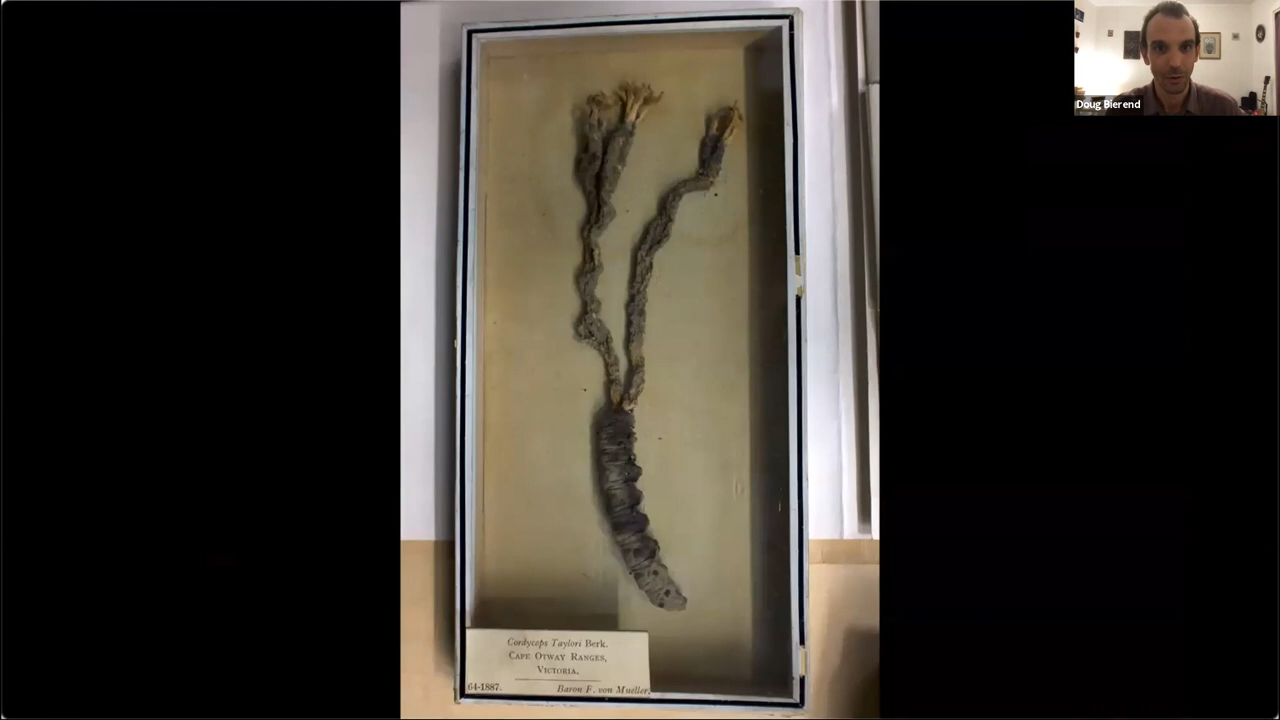 Doug Bierend
Cordyceps Taylori Berk.
CAPE OTWAY RANGES,
VICTORIA.
64-1887.
Baron F. von Mueller.